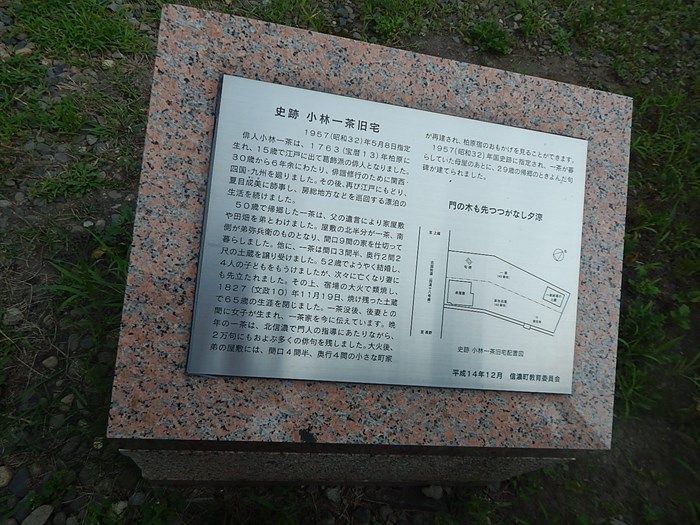 史跡 小林一茶旧宅
1957(昭和32)年5月8日指定
俳人小林一茶は、1763(宝暦13)年柏原に
生れ、15歳で江戸に出て葛飾派の俳人となりました。
30歳から6年余にわたり、俳諧修行のために関西・
四国・九州を廻りました。その後、再び江戸にもどり、
夏目成美に師事し、房総地方などを巡回する漂泊の
生活を続けました。
50歳で帰郷した一茶は、父の遺言により家屋敷
や田畑を弟とわけました。屋敷の北半分が一茶、南
側が弟弥兵衛のものとなり、間口9間の家を仕切って
暮らしました。他に、一茶は間口3間半、奥行2間2
尺の土蔵を譲り受けました。52歳でようやく結婚し、
4人の子どもをもうけましたが、次々に亡くなり妻に
も先立たれました。その上、宿場の大火で類焼し、
1827(文政10)年11月19日、焼け残った土蔵
で65歳の生涯を閉じました。一茶没後、後妻との
間に女子が生まれ、一茶家を今に伝えています。晩
年の一茶は、北信濃で門人の指導にあたりながら、
2万句にもおよぶ多くの俳句を残しました。大火後、
弟の屋敷には、間口4間半、奥行4間の小さな町家
が再建され、柏原宿のおもかげを見ることができます。
1957(昭和32)年国史跡に指定され、一茶が暮
らしていた母屋のあとに、29歳の帰郷のときよんだ句
碑が建てられました。
門の木も先つつがなし夕涼
史跡 小林一茶旧宅配置図
平成14年12月 信濃町教育委員会